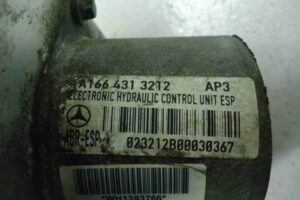 A166 431 3212 AP3
ELECTRONIC HYDRAULIC CONTROL UNIT ESP
ABR-ESP
023212B00030367